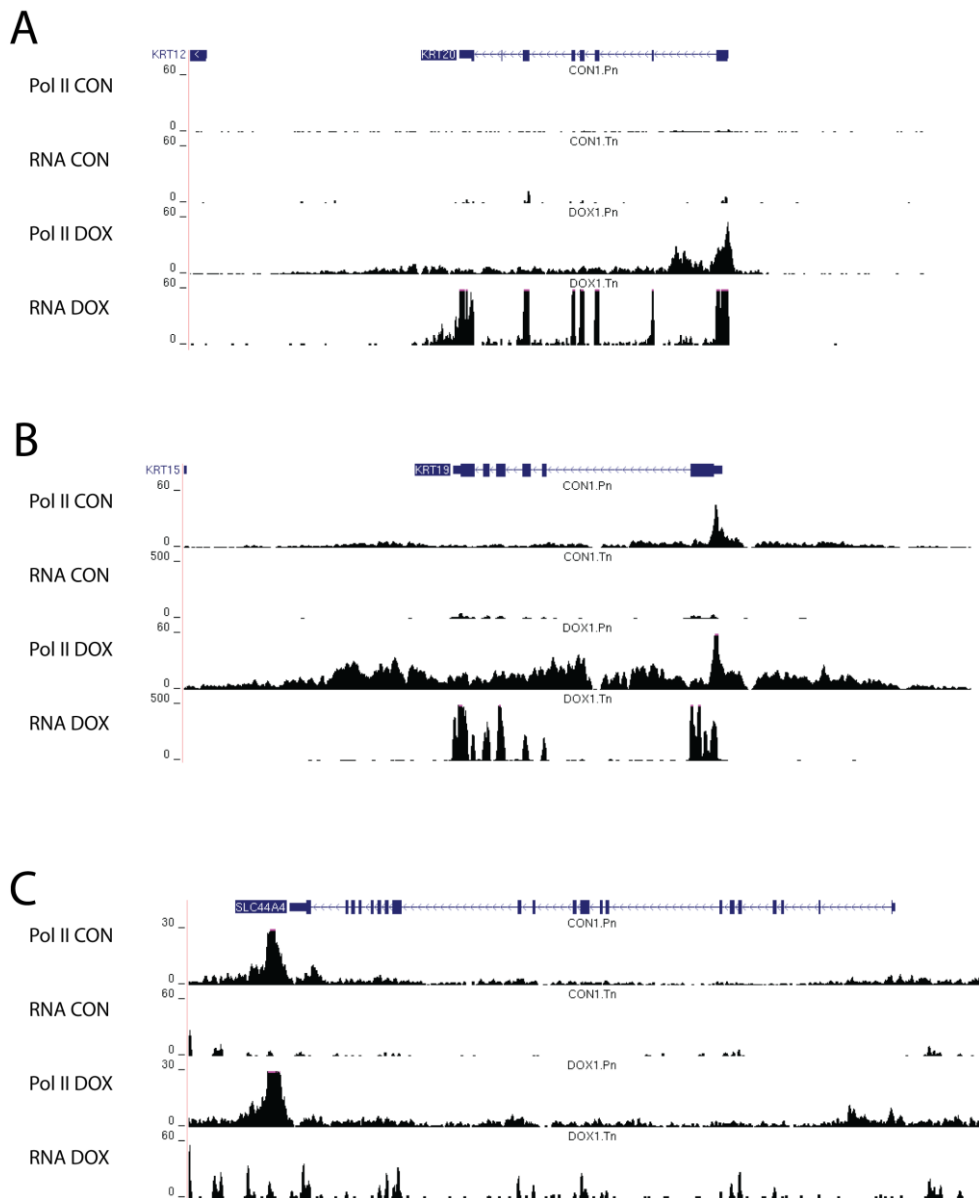 A
KRT12 KRT20
CON1.Pn
60
Pol II CON
0
CON1.Tn
60
RNA CON
0
DOX1.Pn
60
Pol II DOX
0
DOX1.Tn
60
RNA DOX
0
B
KRT15 KRT19
CON1.Pn
60
Pol II CON
0
CON1.Tn
500
RNA CON
0
DOX1.Pn
60
Pol II DOX
0
DOX1.Tn
500
RNA DOX
0
C
SLC44A4
CON1.Pn
30
Pol II CON
0
CON1.Tn
60
RNA CON
0
DOX1.Pn
30
Pol II DOX
0
DOX1.Tn
60
RNA DOX
0